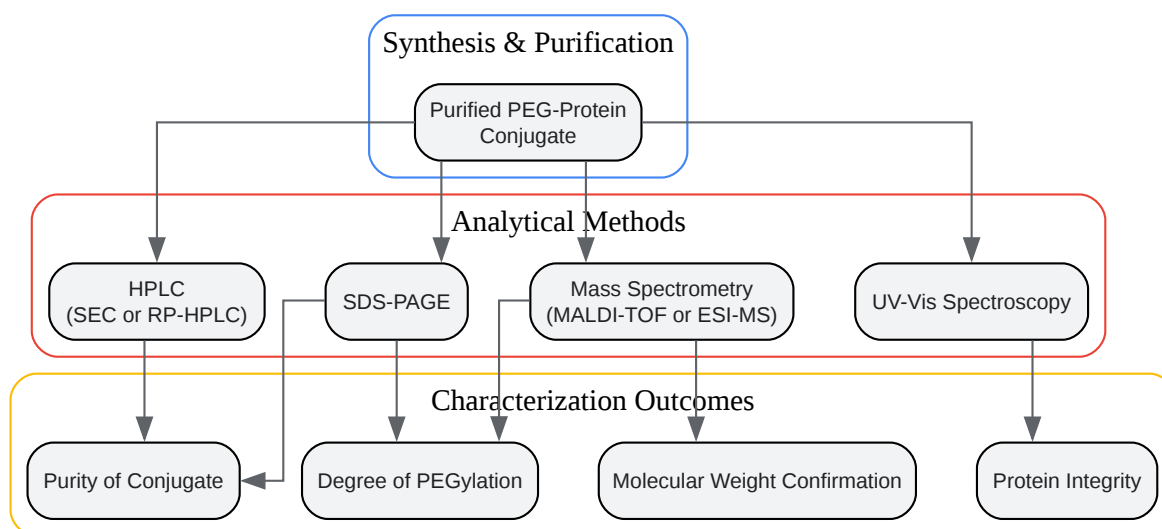 Synthesis & Purification
Purified PEG-Protein
Conjugate
Analytical Methods
HPLC
(SEC or RP-HPLC)
SDS-PAGE
Mass Spectrometry
(MALDI-TOF or ESI-MS)
UV-Vis Spectroscopy
Characterization Outcomes
Purity of Conjugate
Degree of PEGylation
Molecular Weight Confirmation
Protein Integrity